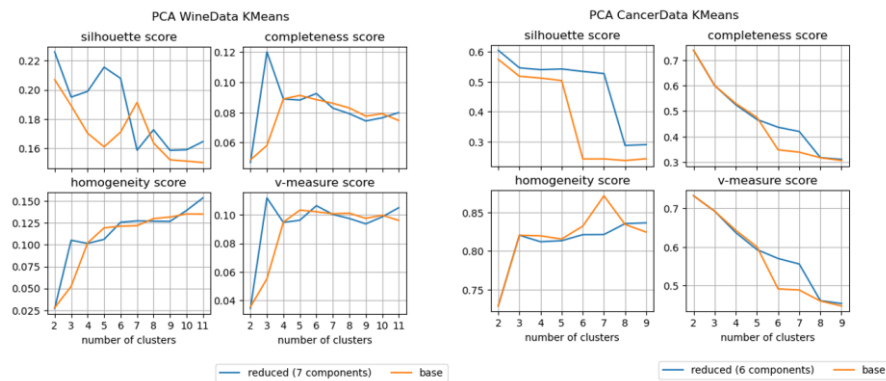 PCA WineData KMeans
silhouette score
completeness score
0.22
0.20
0.18
0.16
0.12
0.10
0.08
0.06
homogeneity score
v-measure score
0.150
0.125
0.100
0.075
0.050
0.025
0.10
0.08
0.06
0.04
2 3 4 5 6 7 8 9 10 11
2 3 4 5 6 7 8 9 10 11
number of clusters
number of clusters
reduced (7 components)
base
PCA CancerData KMeans
silhouette score
completeness score
0.6
0.5
0.4
0.3
0.7
0.6
0.5
0.4
0.3
homogeneity score
v-measure score
0.85
0.80
0.75
0.7
0.6
0.5
2 3 4 5 6 7 8 9
2 3 4 5 6 7 8 9
number of clusters
number of clusters
reduced (6 components)
base